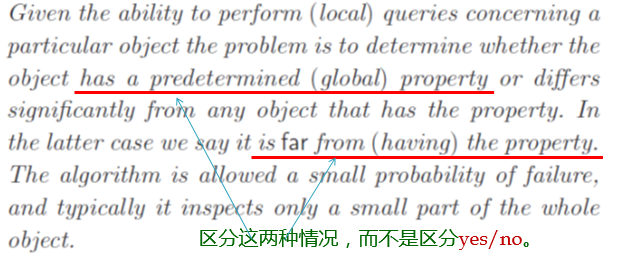 Given the ability to perform (local) queries concerning a
particular object the problem is to determine whether the
object has a predetermined (global) property or differs
significantly from any object that has the property. In
the latter case we say it is far from (having) the property.
The algorithm is allowed a small probability of failure,
and typically it inspects only a small part of the whole
object.
区分这两种情况，而不是区分yes/no。